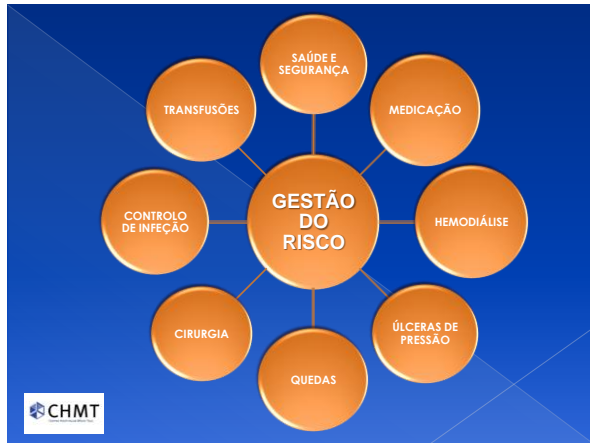 SAÚDE E
SEGURANÇA
TRANSFUSÕES
MEDICAÇÃO
GESTÃO
DO
RISCO
CONTROLO
DE INFEÇÃO
HEMODIÁLISE
CIRURGIA
ÚLCERAS DE
PRESSÃO
QUEDAS
CHMT